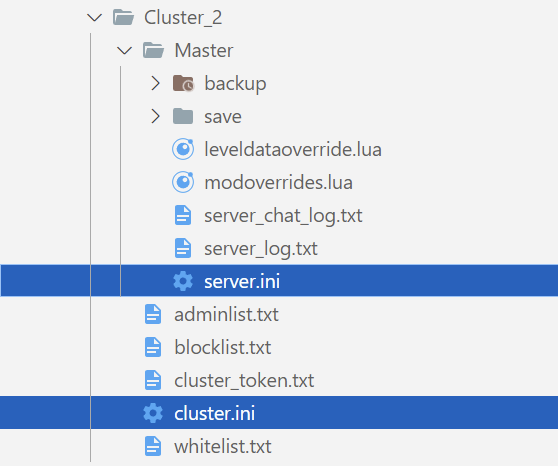 Cluster_2
Master
backup
save
leveldataoverride.lua
modoverrides.lua
server_chat_log.txt
server_log.txt
server.ini
adminlist.txt
blocklist.txt
cluster_token.txt
cluster.ini
whitelist.txt